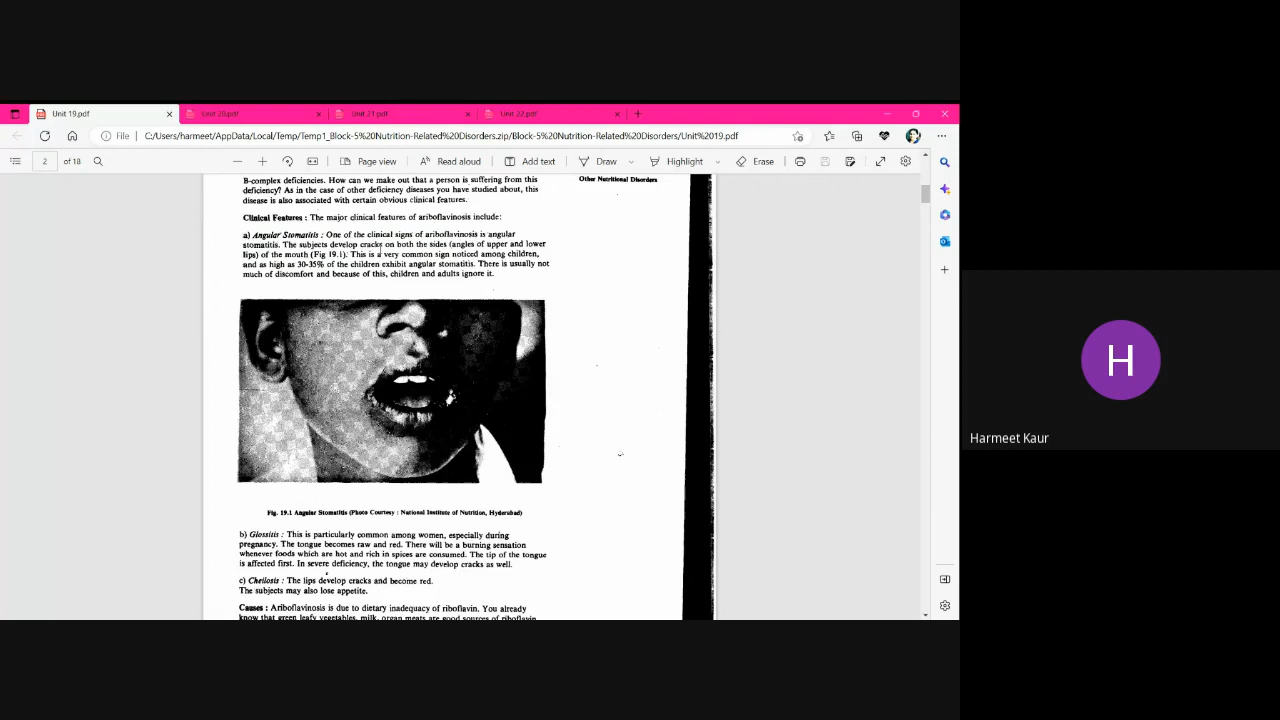 Unit 19.pdf
Unit 20.pdf
Unit 21.pdf
Unit 22.pdf
File
C:/Users/harmeet/AppData/Local/Temp/Temp1_Block-5%20Nutrition-Related%20Disorders.zip/Block-5%20Nutrition-Related%20Disorders/Unit%2019.pdf
2 of 18
Page view
Read aloud
Add text
Draw
Highlight
Erase
B-complex deficiencies. How can we make out that a person is suffering from this
deficiency? As in the case of other deficiency diseases you have studied about, this
disease is also associated with certain obvious clinical features.
Other Nutritional Disorders
Clinical Features : The major clinical features of ariboflavinosis include:
a) Angular Stomatitis : One of the clinical signs of ariboflavinosis is angular
stomatitis. The subjects develop cracks on both the sides (angles of upper and lower
lips) of the mouth (Fig 19.1). This is a very common sign noticed among children,
and as high as 30-35% of the children exhibit angular stomatitis. There is usually not
much of discomfort and because of this, children and adults ignore it.
Fig. 19.1 Angular Stomatitis (Photo Courtesy : National Institute of Nutrition, Hyderabad)
b) Glossitis : This is particularly common among women, especially during
pregnancy. The tongue becomes raw and red. There will be a burning sensation
whenever foods which are hot and rich in spices are consumed. The tip of the tongue
is affected first. In severe deficiency, the tongue may develop cracks as well.
c) Cheilosis : The lips develop cracks and become red.
The subjects may also lose appetite.
Causes : Ariboflavinosis is due to dietary inadequacy of riboflavin. You already
know that green leafy vegetables, milk, organ meats are good sources of riboflavin
H
Harmeet Kaur